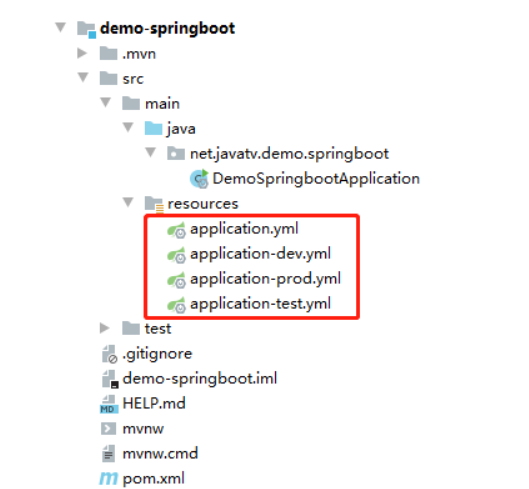 demo-springboot
.mvn
src
main
java
net.javatv.demo.springboot
DemoSpringbootApplication
resources
application.yml
application-dev.yml
application-prod.yml
application-test.yml
test
.gitignore
demo-springboot.iml
HELP.md
mvnw
mvnw.cmd
pom.xml